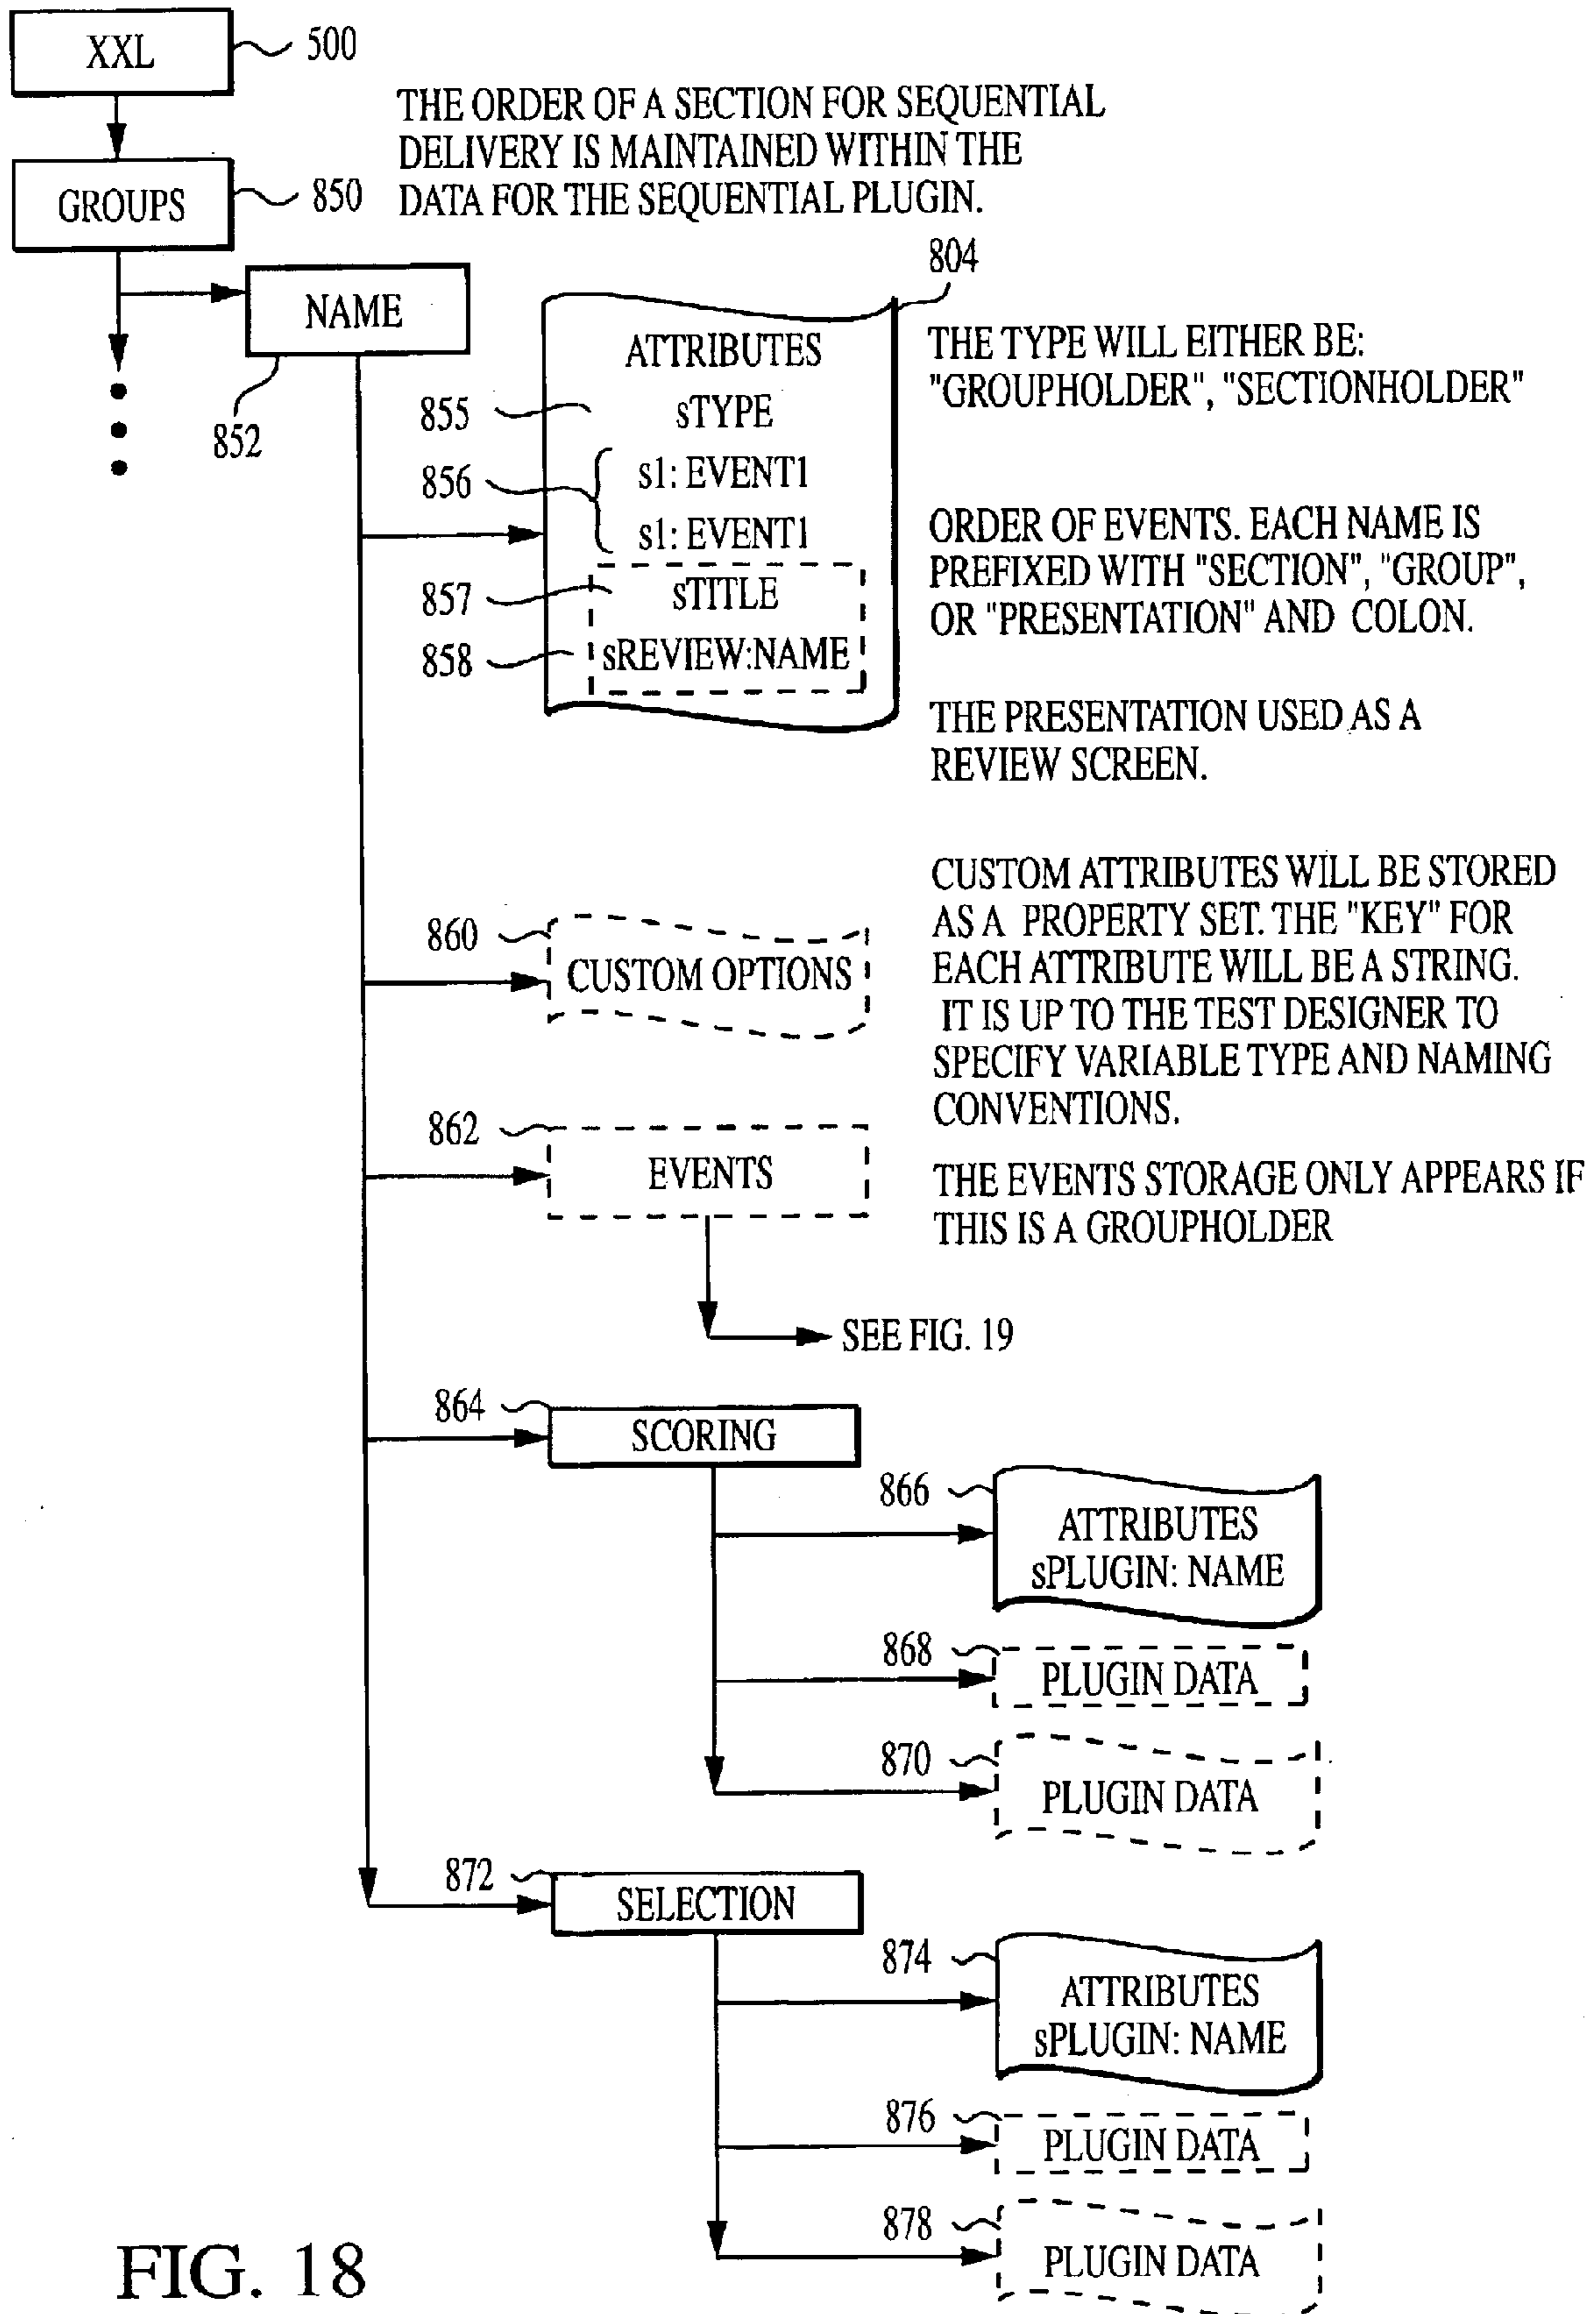 XXL
500
THE ORDER OF A SECTION FOR SEQUENTIAL
DELIVERY IS MAINTAINED WITHIN THE
DATA FOR THE SEQUENTIAL PLUGIN.
GROUPS
850
804
NAME
852
ATTRIBUTES
855
sTYPE
856
s1: EVENT1
s1: EVENT1
857
sTITLE
858
sREVIEW:NAME
THE TYPE WILL EITHER BE:
"GROUPHOLDER", "SECTIONHOLDER"
ORDER OF EVENTS. EACH NAME IS
PREFIXED WITH "SECTION", "GROUP",
OR "PRESENTATION" AND COLON.
THE PRESENTATION USED AS A
REVIEW SCREEN.
860
CUSTOM OPTIONS
CUSTOM ATTRIBUTES WILL BE STORED
AS A PROPERTY SET. THE "KEY" FOR
EACH ATTRIBUTE WILL BE A STRING.
IT IS UP TO THE TEST DESIGNER TO
SPECIFY VARIABLE TYPE AND NAMING
CONVENTIONS.
862
EVENTS
THE EVENTS STORAGE ONLY APPEARS IF
THIS IS A GROUPHOLDER
SEE FIG. 19
864
SCORING
866
ATTRIBUTES
sPLUGIN: NAME
868
PLUGIN DATA
870
PLUGIN DATA
872
SELECTION
874
ATTRIBUTES
sPLUGIN: NAME
876
PLUGIN DATA
878
PLUGIN DATA
FIG. 18